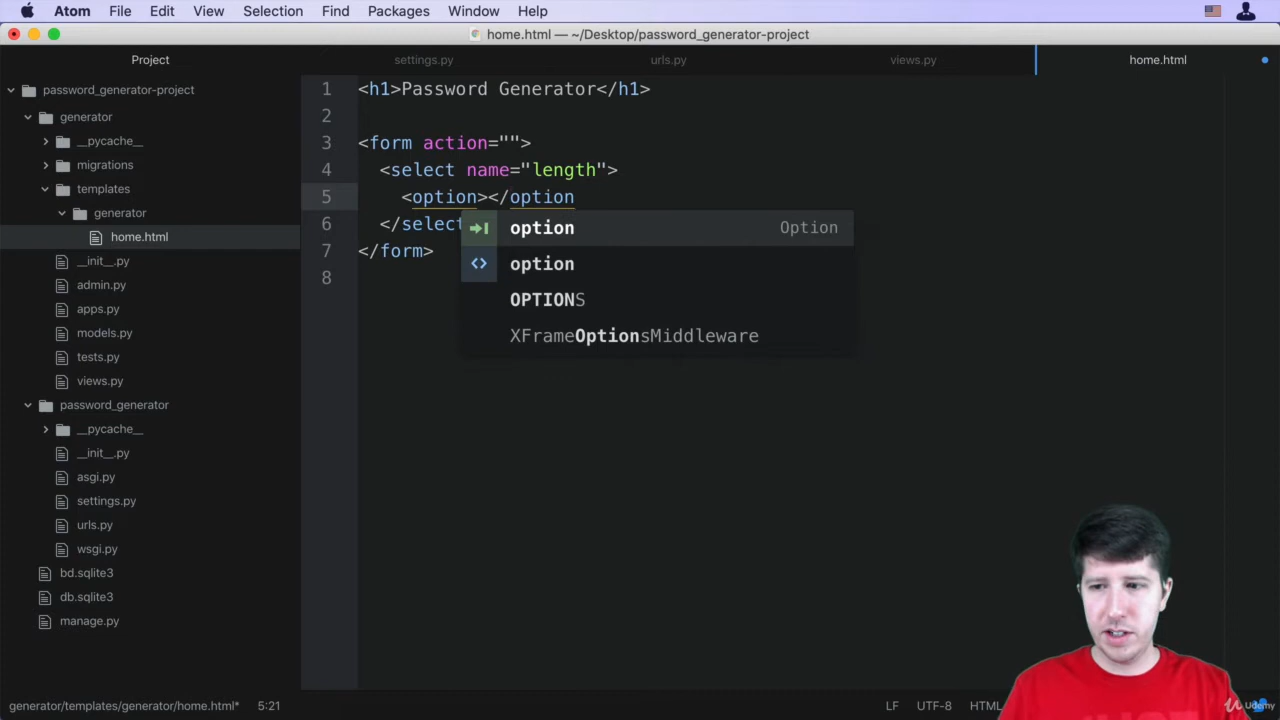 Atom File Edit View Selection Find Packages Window Help
home.html — ~/Desktop/password_generator-project
Project settings.py urls.py views.py home.html
password_generator-project
generator
__pycache__
migrations
templates
generator
home.html
__init__.py
admin.py
apps.py
models.py
tests.py
views.py
password_generator
__pycache__
__init__.py
asgi.py
settings.py
urls.py
wsgi.py
bd.sqlite3
db.sqlite3
manage.py
1 <h1>Password Generator</h1>
2
3 <form action="">
4 <select name="length">
5 <option></option
6 </select
7 </form>
8
option Option
option
OPTIONS
XFrameOptionsMiddleware
generator/templates/generator/home.html* 5:21 LF UTF-8 HTML
Udemy